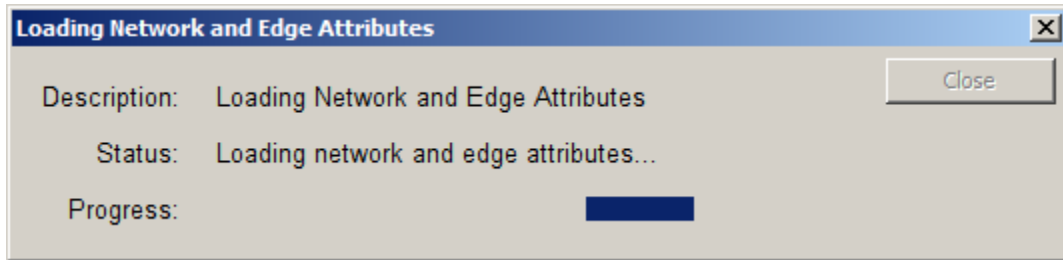 Loading Network and Edge Attributes
Close
Description: Loading Network and Edge Attributes
Status: Loading network and edge attributes...
Progress: